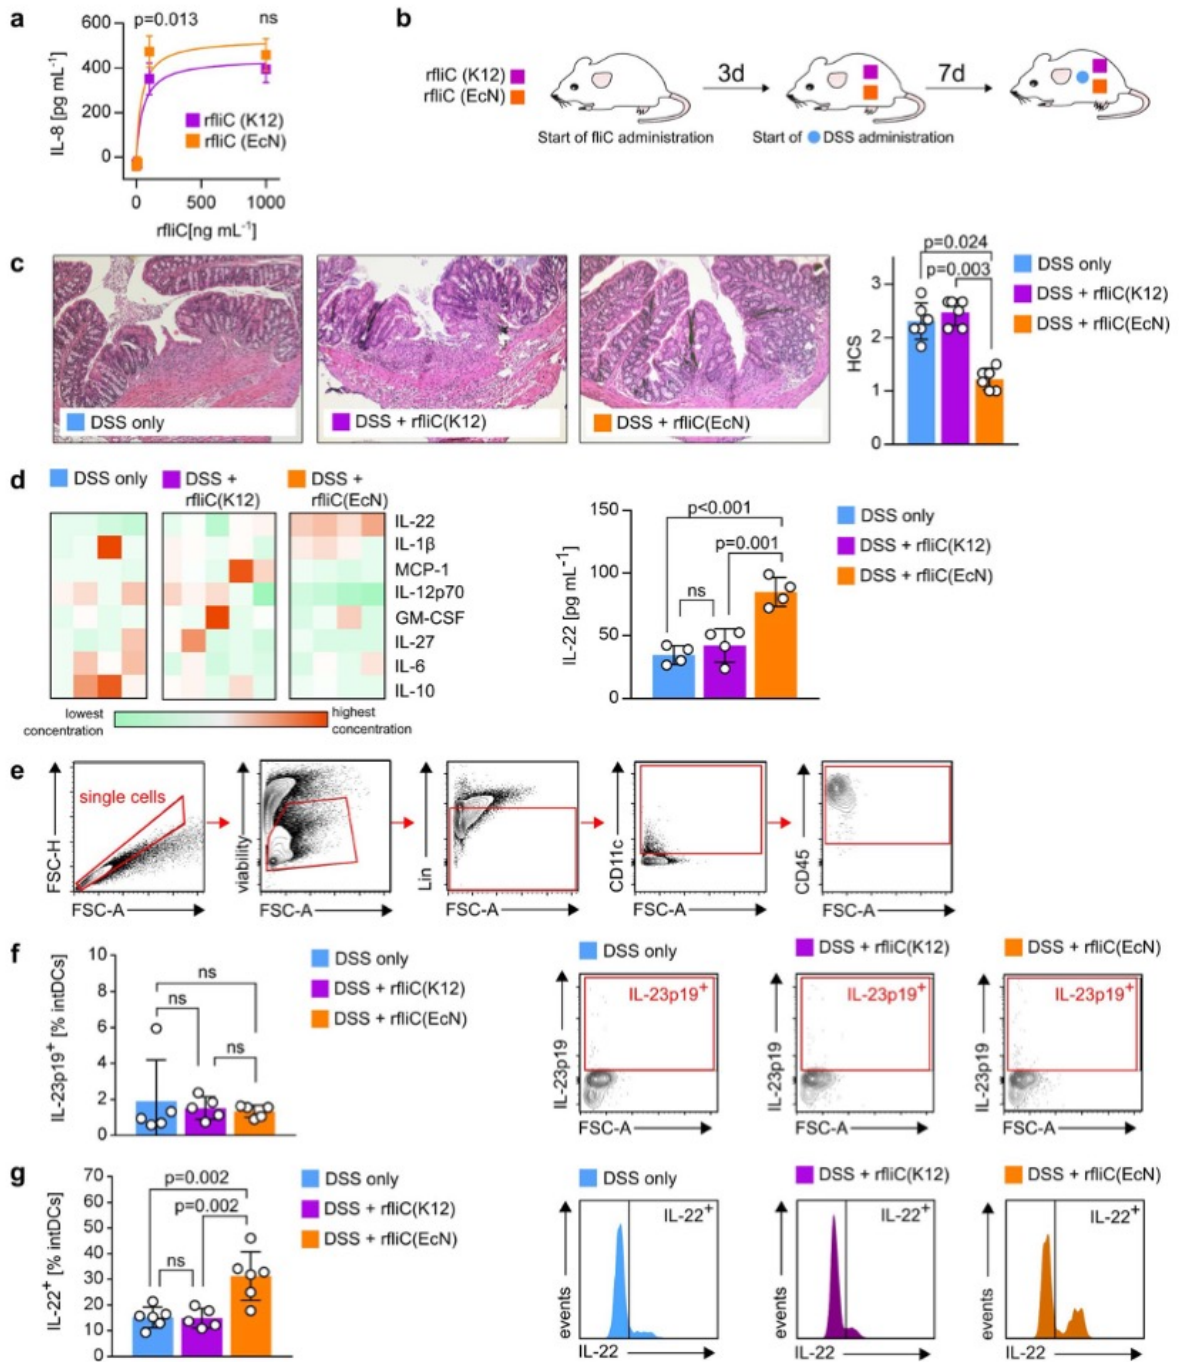 a
600
400
200
0
IL-8 [pg mL⁻¹]
p=0.013
ns
rfliC (K12)
rfliC (EcN)
0
500
1000
rfliC[ng mL⁻¹]
b
rfliC (K12)
rfliC (EcN)
3d
7d
Start of fliC administration
Start of DSS administration
c
DSS only
DSS + rfliC(K12)
DSS + rfliC(EcN)
HCS
3
2
1
0
p=0.024
p=0.003
DSS only
DSS + rfliC(K12)
DSS + rfliC(EcN)
d
DSS only
DSS +
rfliC(K12)
DSS +
rfliC(EcN)
IL-22
IL-1β
MCP-1
IL-12p70
GM-CSF
IL-27
IL-6
IL-10
lowest
concentration
highest
concentration
IL-22 [pg mL⁻¹]
150
100
50
0
p<0.001
p=0.001
ns
DSS only
DSS + rfliC(K12)
DSS + rfliC(EcN)
e
single cells
FSC-H
FSC-A
viability
FSC-A
Lin
FSC-A
CD11c
FSC-A
CD45
FSC-A
f
IL-23p19⁺ [% intDCs]
10
8
6
4
2
0
ns
ns
ns
DSS only
DSS + rfliC(K12)
DSS + rfliC(EcN)
DSS only
IL-23p19⁺
IL-23p19
FSC-A
DSS + rfliC(K12)
IL-23p19⁺
IL-23p19
FSC-A
DSS + rfliC(EcN)
IL-23p19⁺
IL-23p19
FSC-A
g
IL-22⁺ [% intDCs]
70
60
50
40
30
20
10
0
p=0.002
p=0.002
ns
DSS only
DSS + rfliC(K12)
DSS + rfliC(EcN)
DSS only
IL-22⁺
events
IL-22
DSS + rfliC(K12)
IL-22⁺
events
IL-22
DSS + rfliC(EcN)
IL-22⁺
events
IL-22